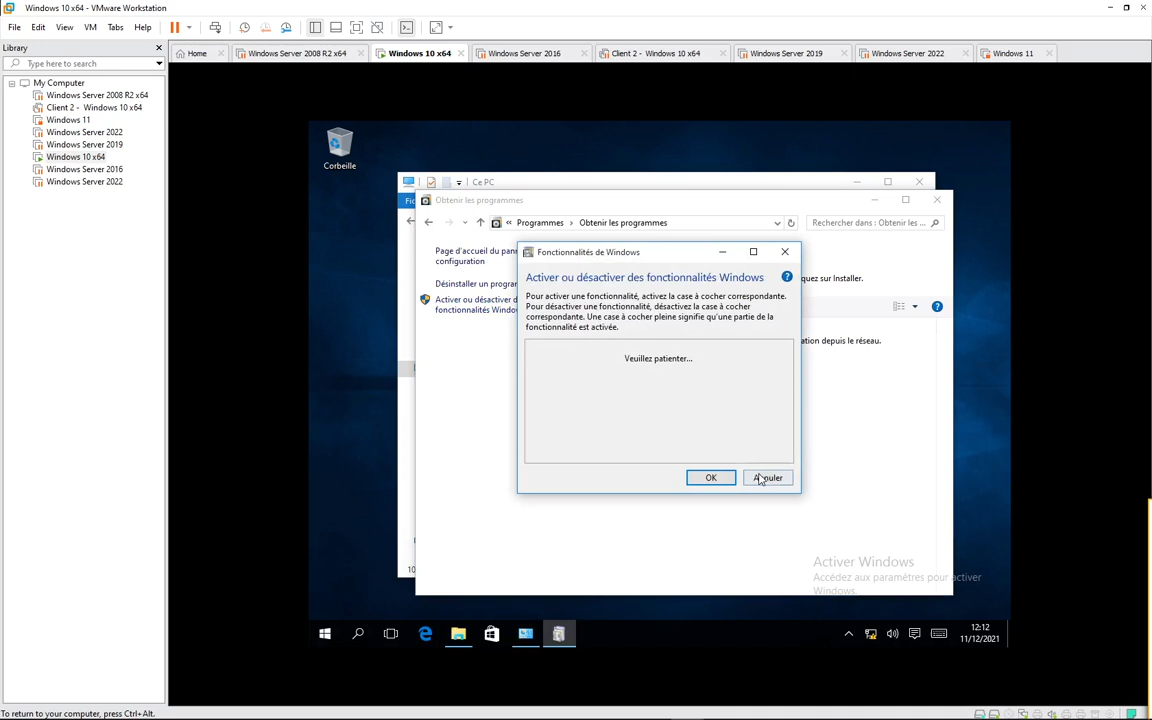 Windows 10 x64 - VMware Workstation
File Edit View VM Tabs Help
Library
Type here to search
My Computer
Windows Server 2008 R2 x64
Client 2 - Windows 10 x64
Windows 11
Windows Server 2022
Windows Server 2019
Windows 10 x64
Windows Server 2016
Windows Server 2022
Home Windows Server 2008 R2 x64 Windows 10 x64 Windows Server 2016 Client 2 - Windows 10 x64 Windows Server 2019 Windows Server 2022 Windows 11
Corbeille
Ce PC
Fic
Obtenir les programmes
« Programmes > Obtenir les programmes
Rechercher dans : Obtenir les ...
Page d'accueil du pann
configuration
Désinstaller un program
Activer ou désactiver d
fonctionnalités Windo
quez sur Installer.
ation depuis le réseau.
10
Fonctionnalités de Windows
Activer ou désactiver des fonctionnalités Windows
Pour activer une fonctionnalité, activez la case à cocher correspondante.
Pour désactiver une fonctionnalité, désactivez la case à cocher
correspondante. Une case à cocher pleine signifie qu'une partie de la
fonctionnalité est activée.
Veuillez patienter...
OK
Annuler
Activer Windows
Accédez aux paramètres pour activer
Windows.
12:12
11/12/2021
To return to your computer, press Ctrl+Alt.